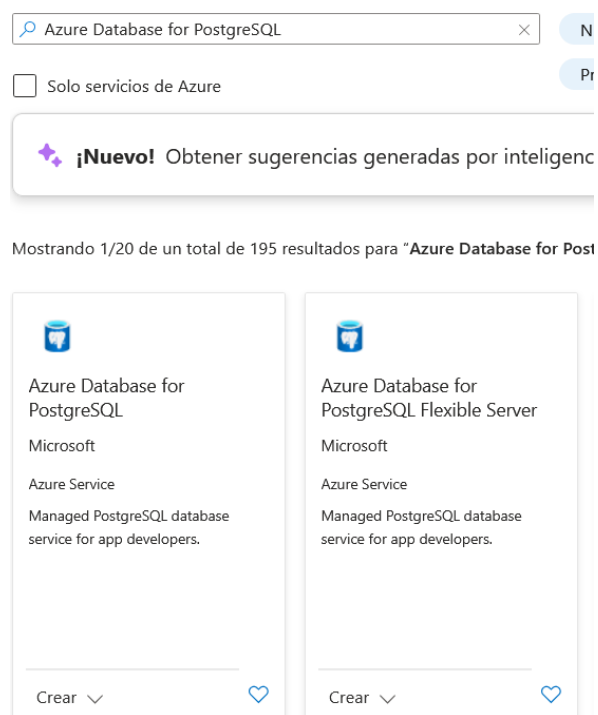 Azure Database for PostgreSQL
N
Solo servicios de Azure
¡Nuevo! Obtener sugerencias generadas por inteligenc
Mostrando 1/20 de un total de 195 resultados para "Azure Database for Post
Azure Database for
PostgreSQL
Microsoft
Azure Service
Managed PostgreSQL database
service for app developers.
Crear
Azure Database for
PostgreSQL Flexible Server
Microsoft
Azure Service
Managed PostgreSQL database
service for app developers.
Crear